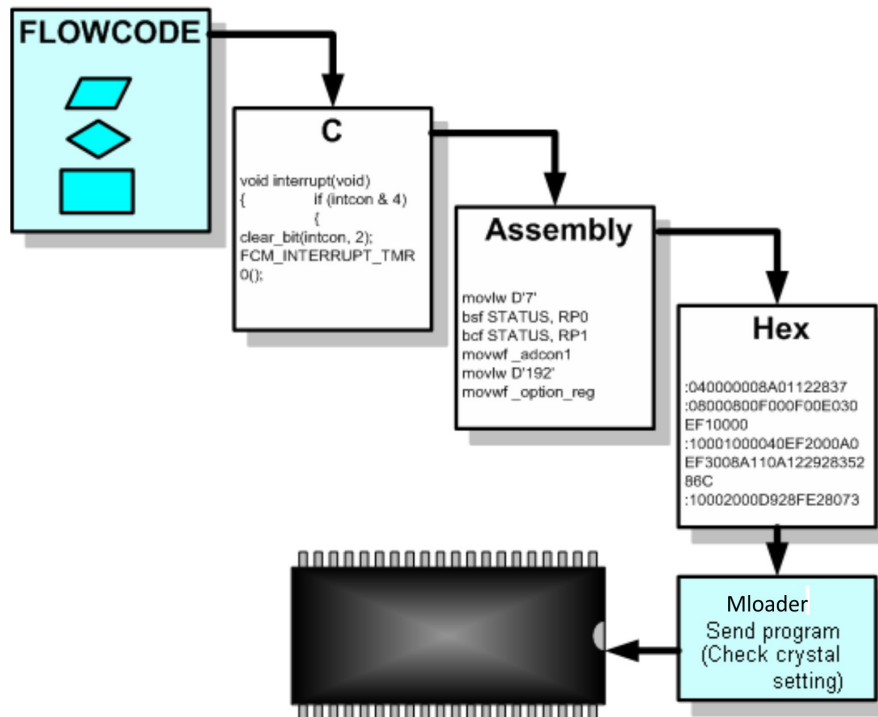 FLOWCODE
C
void interrupt(void)
{ if (intcon & 4)
{
clear_bit(intcon, 2);
FCM_INTERRUPT_TMR
0();
Assembly
movlw D'7'
bsf STATUS, RP0
bcf STATUS, RP1
movwf _adcon1
movlw D'192'
movwf _option_reg
Hex
:040000008A01122837
:08000800F000F00E030
EF10000
:10001000040EF2000A0
EF3008A110A122928352
86C
:10002000D928FE28073
Mloader
Send program
(Check crystal
setting)